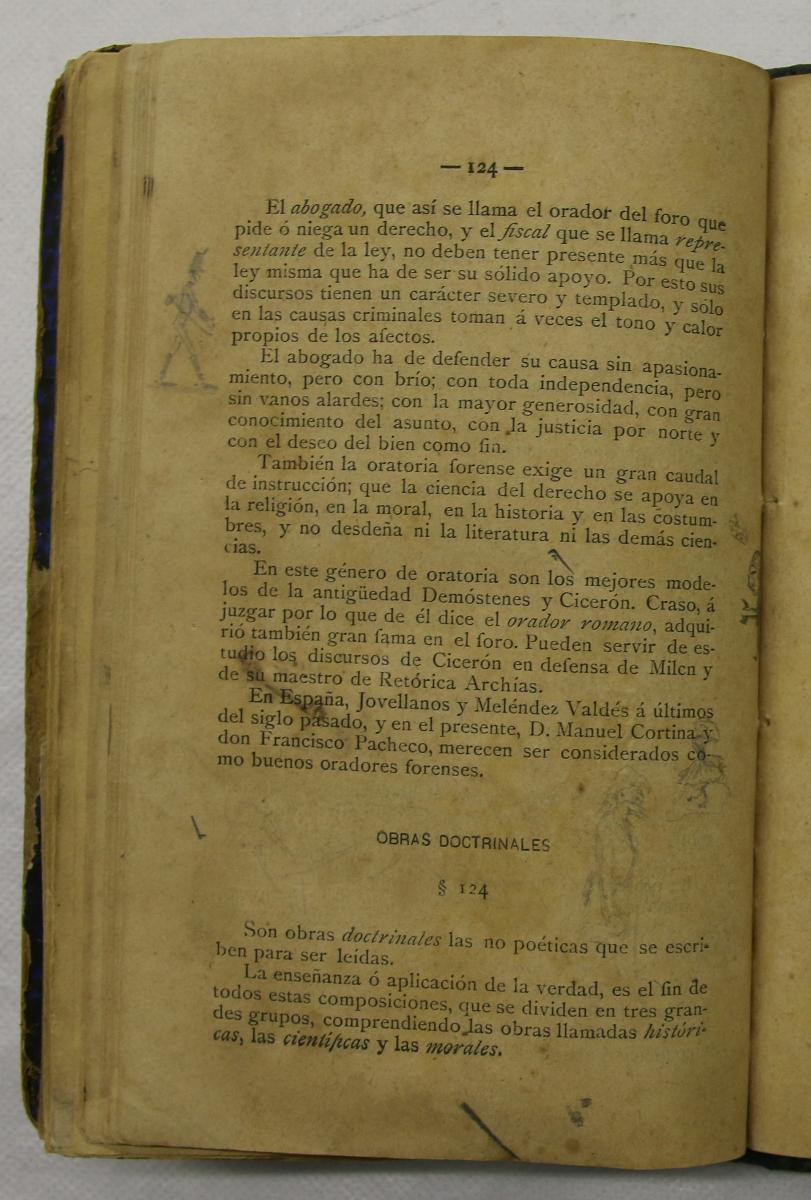 — 124 —
El abogado, que así se llama el orador del foro que
pide ó niega un derecho, y el fiscal que se llama repre-
sentante de la ley, no deben tener presente más que la
ley misma que ha de ser su sólido apoyo. Por esto sus
discursos tienen un carácter severo y templado, y sólo
en las causas criminales toman á veces el tono y calor
propios de los afectos.
El abogado ha de defender su causa sin apasiona-
miento, pero con brío; con toda independencia, pero
sin vanos alardes; con la mayor generosidad, con gran
conocimiento del asunto, con la justicia por norte y
con el deseo del bien como fin.
También la oratoria forense exige un gran caudal
de instrucción; que la ciencia del derecho se apoya en
la religión, en la moral, en la historia y en las costum-
bres, y no desdeña ni la literatura ni las demás cien-
cias.
En este género de oratoria son los mejores mode-
los de la antigüedad Demóstenes y Cicerón. Craso, á
juzgar por lo que de él dice el orador romano, adqui-
rió también gran fama en el foro. Pueden servir de es-
tudio los discursos de Cicerón en defensa de Milcn y
de su maestro de Retórica Archías.
En España, Jovellanos y Meléndez Valdés á últimos
del siglo pasado, y en el presente, D. Manuel Cortina y
don Francisco Pacheco, merecen ser considerados co-
mo buenos oradores forenses.
OBRAS DOCTRINALES
§ 124
Son obras doctrinales las no poéticas que se escri-
ben para ser leídas.
La enseñanza ó aplicación de la verdad, es el fin de
todos estas composiciones, que se dividen en tres gran-
des grupos, comprendiendo las obras llamadas históri-
cas, las científicas y las morales.